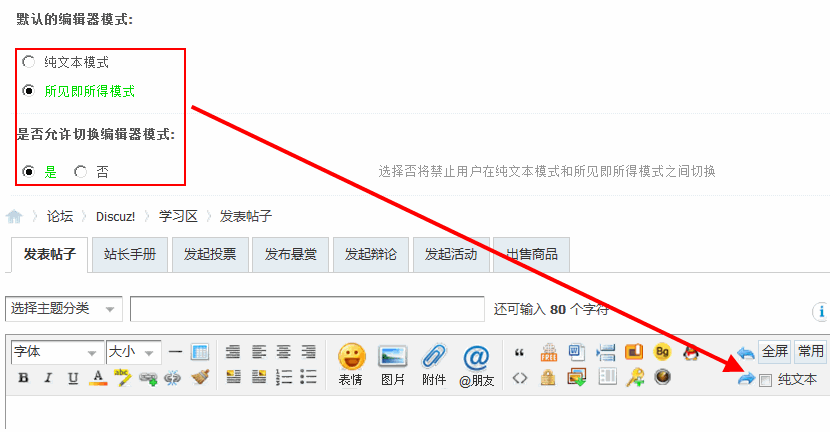 默认的编辑器模式:
纯文本模式
所见即所得模式
是否允许切换编辑器模式:
是 否 选择否将禁止用户在纯文本模式和所见即所得模式之间切换
论坛 Discuz! 学习区 发表帖子
发表帖子 站长手册 发起投票 发布悬赏 发起辩论 发起活动 出售商品
选择主题分类 还可输入 80 个字符
字体 大小 全屏 常用
B I U A 表情 图片 附件 @朋友 纯文本